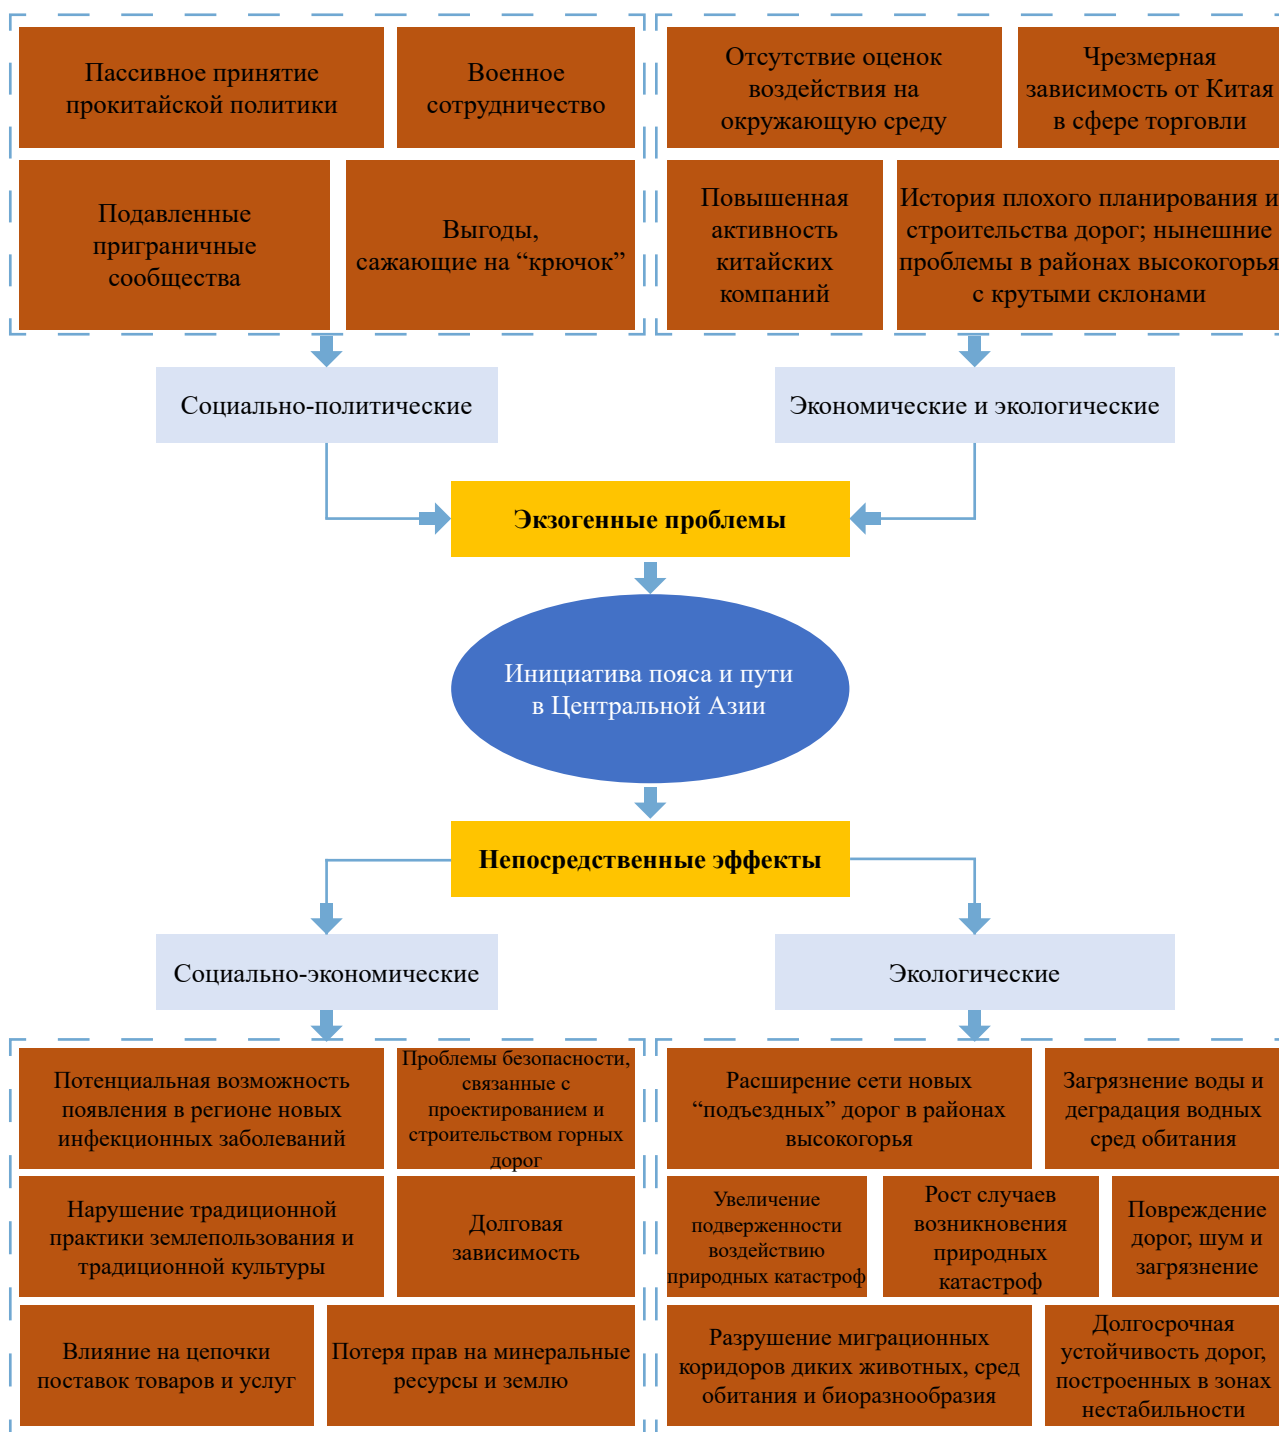 Пассивное принятие
прокитайской политики
Военное
сотрудничество
Отсутствие оценок
воздействия на
окружающую среду
Чрезмерная
зависимость от Китая
в сфере торговли
Подавленные
приграничные
сообщества
Выгоды,
сажающие на “крючок”
Повышенная
активность
китайских
компаний
История плохого планирования и
строительства дорог; нынешние
проблемы в районах высокогорья
с крутыми склонами
Социально-политические
Экономические и экологические
Экзогенные проблемы
Инициатива пояса и пути
в Центральной Азии
Непосредственные эффекты
Социально-экономические
Экологические
Потенциальная возможность
появления в регионе новых
инфекционных заболеваний
Проблемы безопасности,
связанные с
проектированием и
строительством горных
дорог
Расширение сети новых
“подъездных” дорог в районах
высокогорья
Загрязнение воды и
деградация водных
сред обитания
Нарушение традиционной
практики землепользования и
традиционной культуры
Долговая
зависимость
Увеличение
подверженности
воздействию
природных катастроф
Рост случаев
возникновения
природных
катастроф
Повреждение
дорог, шум и
загрязнение
Влияние на цепочки
поставок товаров и услуг
Потеря прав на минеральные
ресурсы и землю
Разрушение миграционных
коридоров диких животных, сред
обитания и биоразнообразия
Долгосрочная
устойчивость дорог,
построенных в зонах
нестабильности